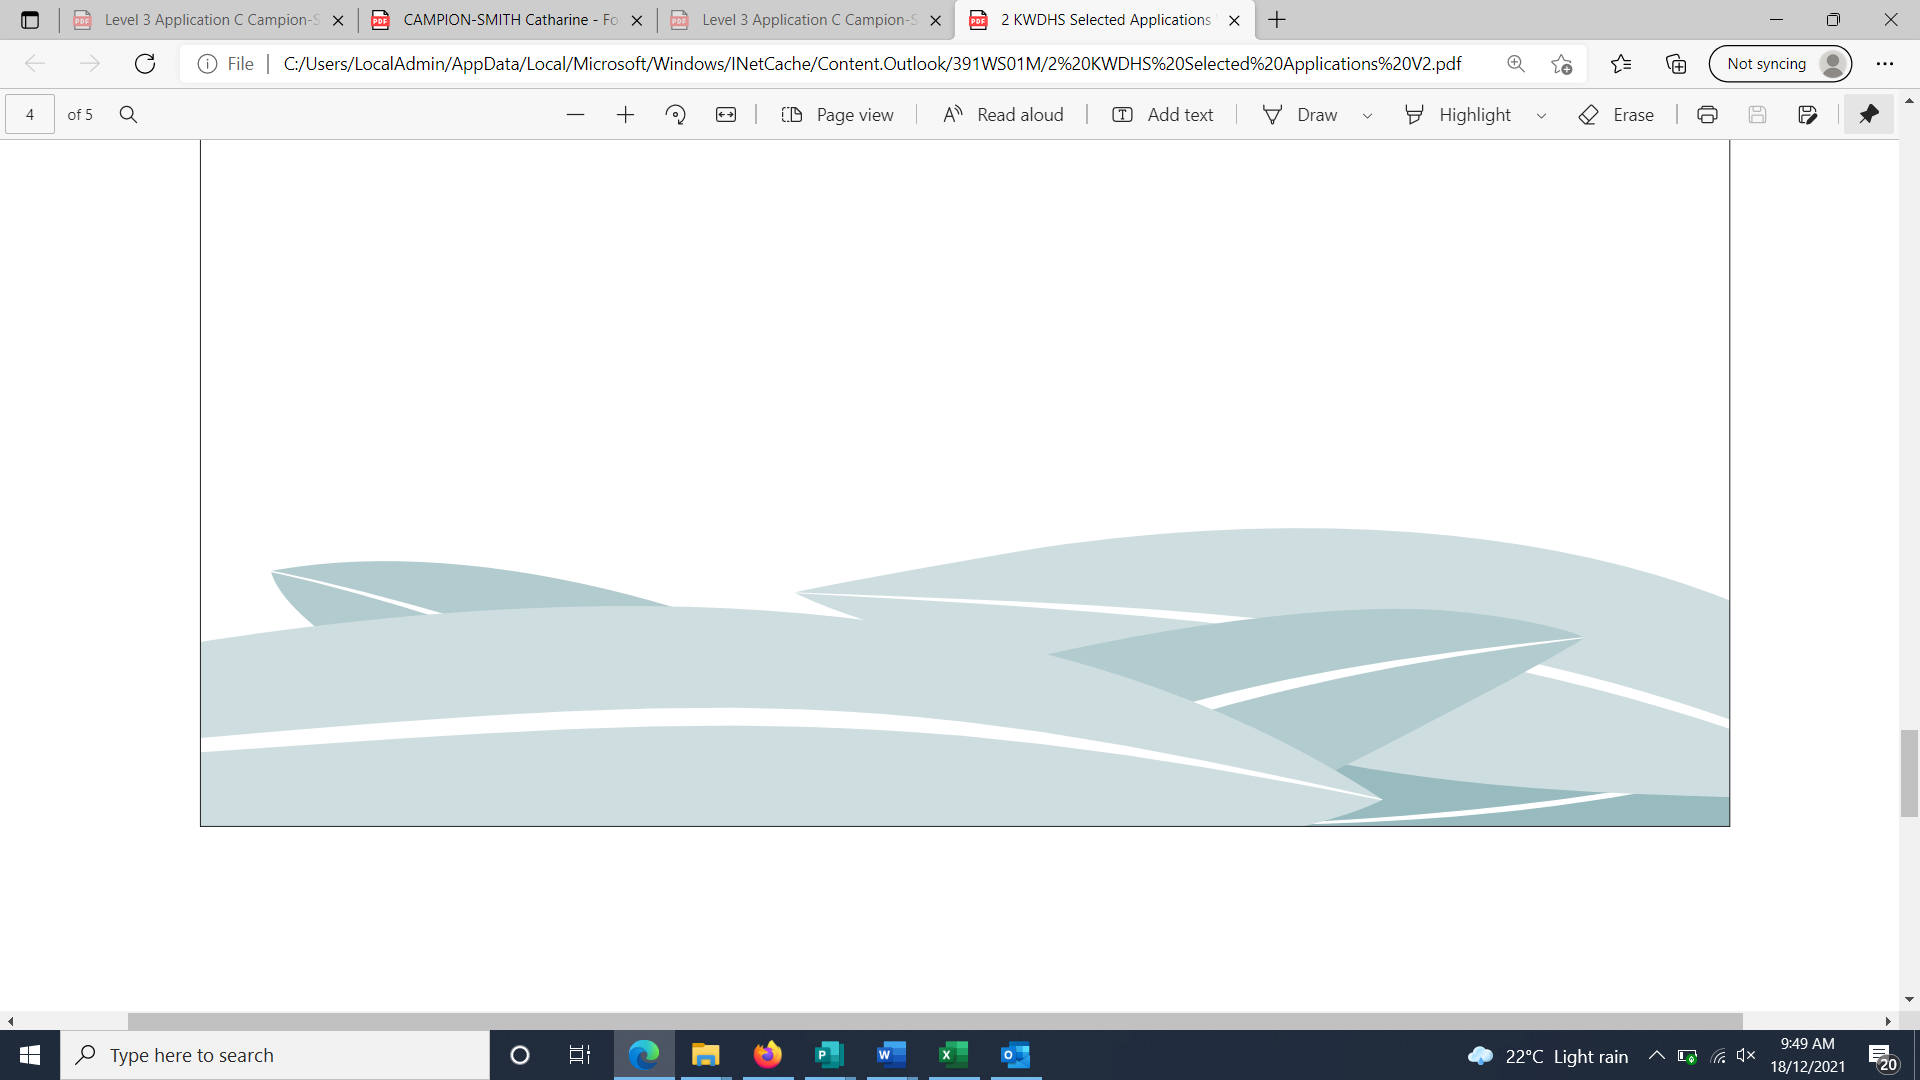 Level 3 Application C Campion-S
CAMPION-SMITH Catharine - Fo
Level 3 Application C Campion-S
2 KWDHS Selected Applications
File
C:/Users/LocalAdmin/AppData/Local/Microsoft/Windows/INetCache/Content.Outlook/391WS01M/2%20KWDHS%20Selected%20Applications%20V2.pdf
Not syncing
4 of 5
Page view
Read aloud
Add text
Draw
Highlight
Erase
Type here to search
22°C Light rain
9:49 AM
18/12/2021
20